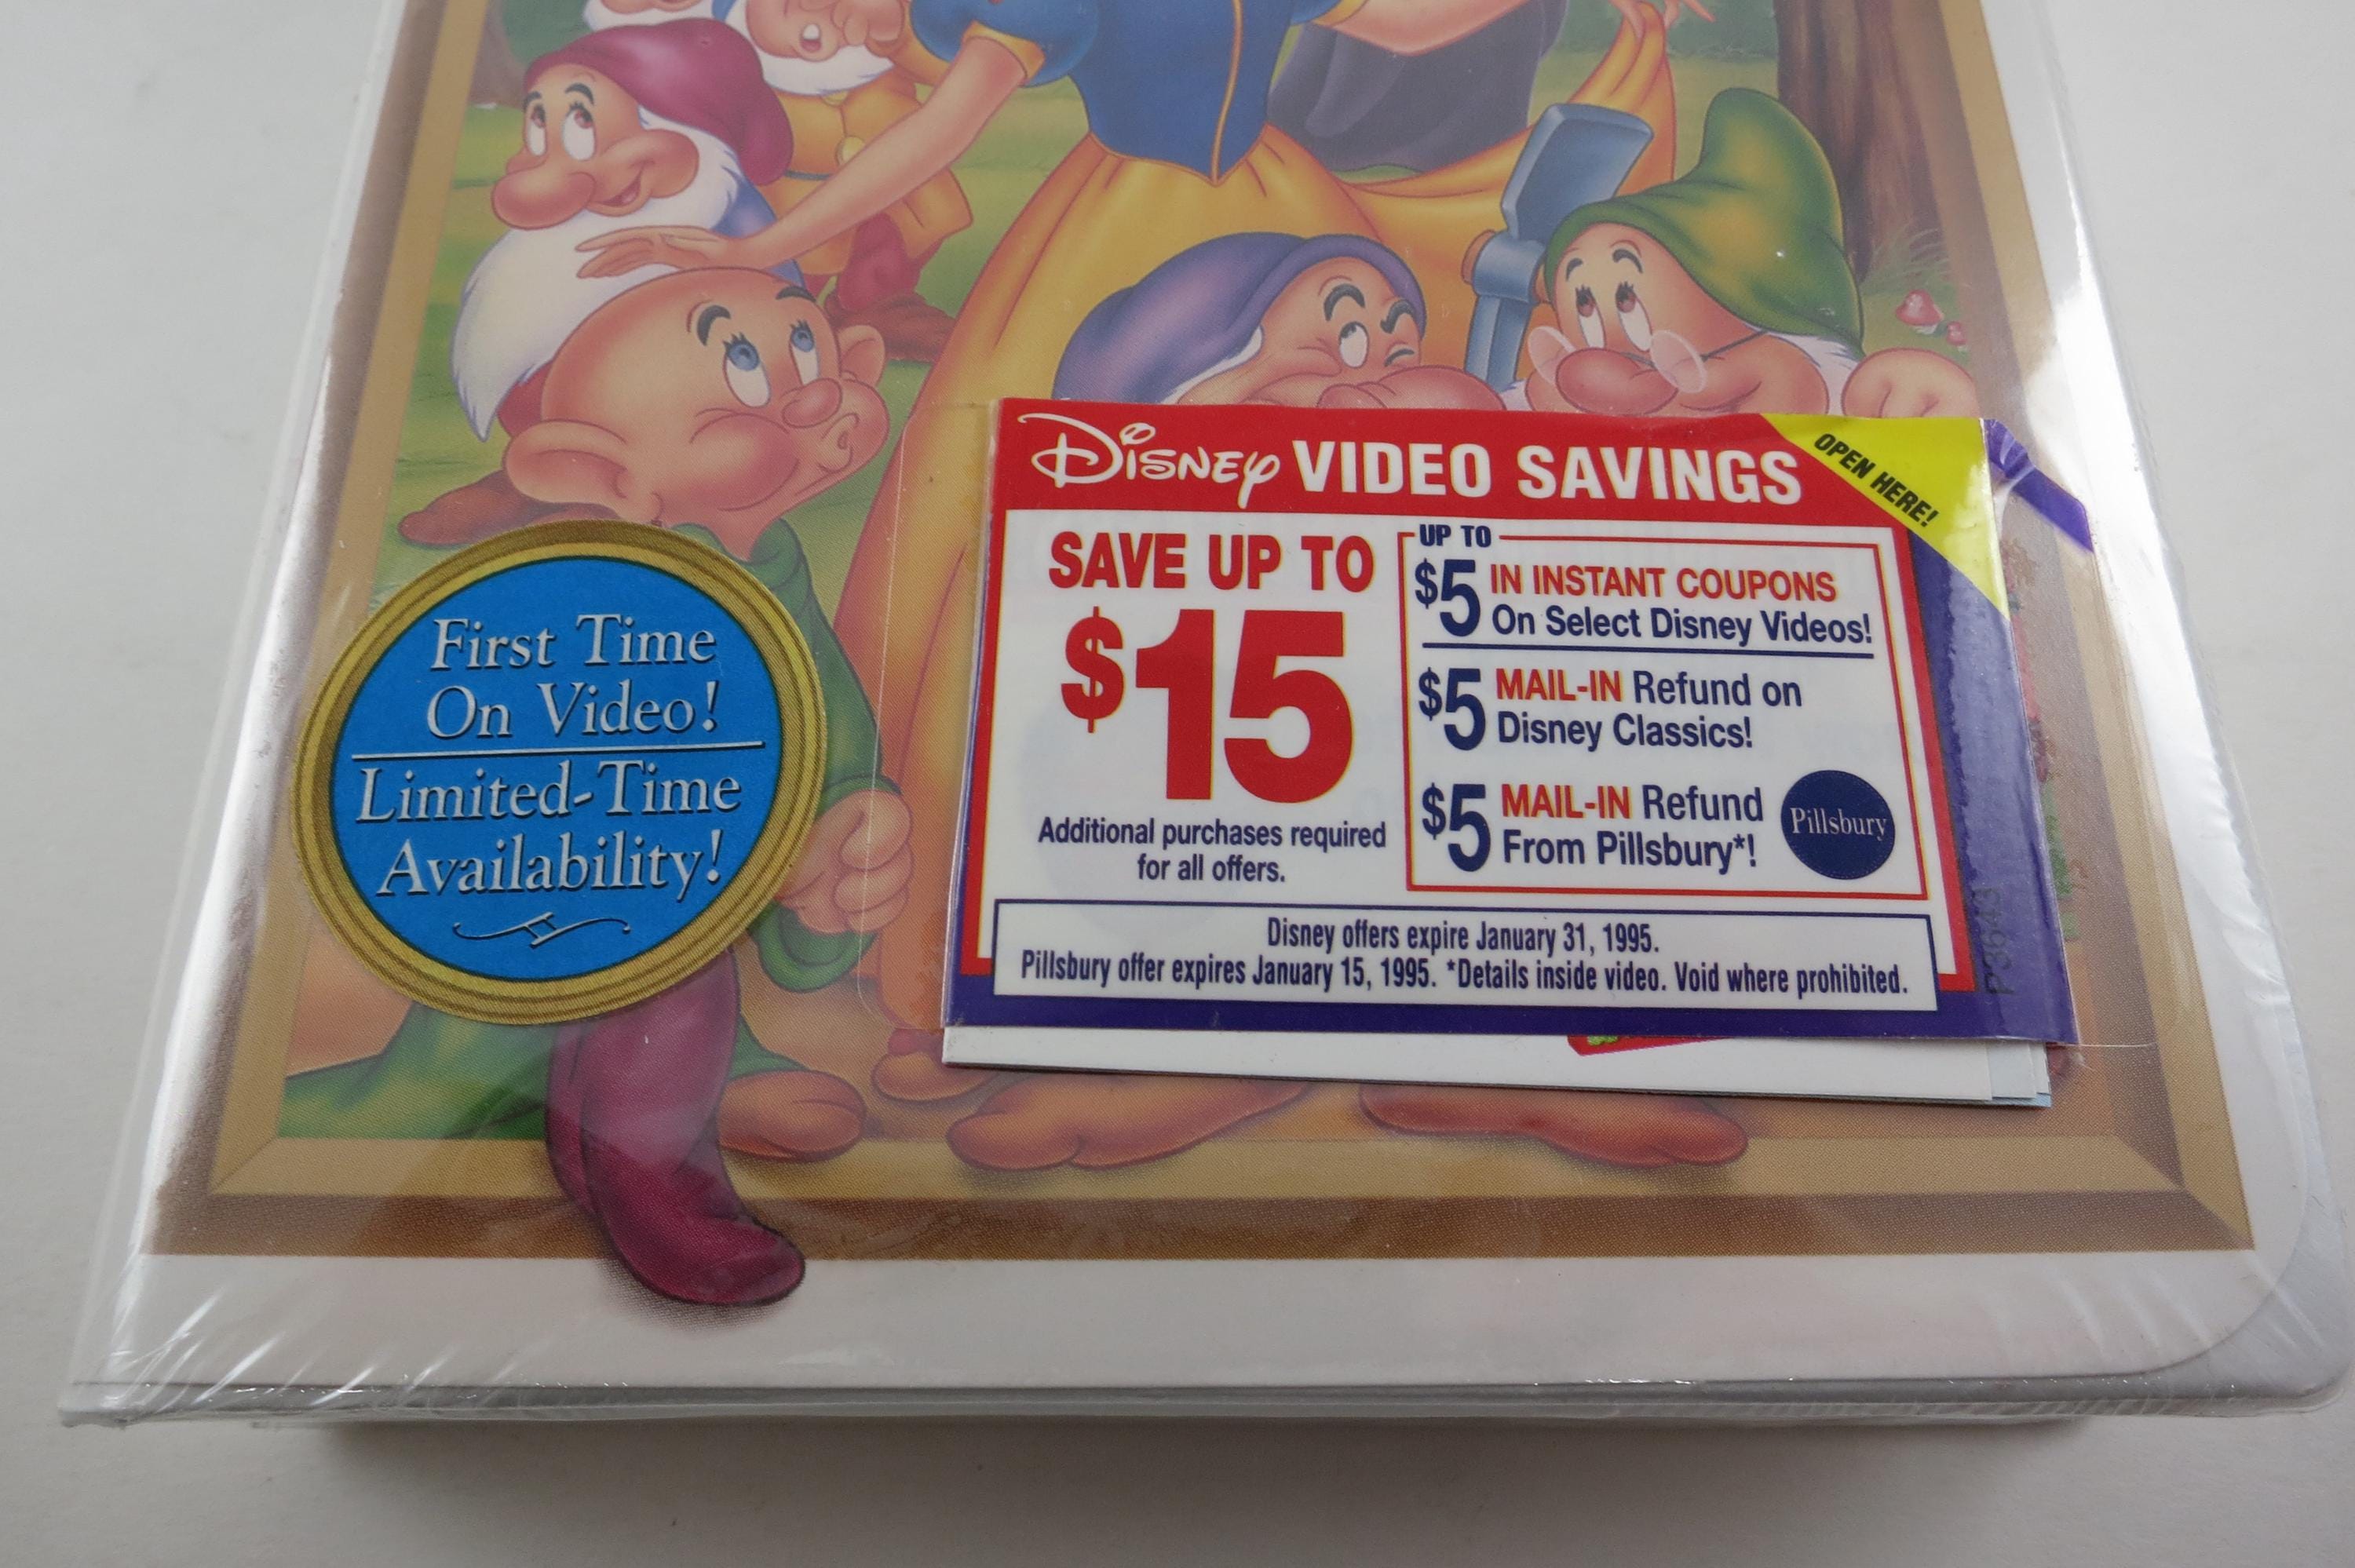 Disney VIDEO SAVINGS
OPEN HERE!
SAVE UP TO
$15
Additional purchases required
for all offers.
UP TO
$5 IN INSTANT COUPONS
On Select Disney Videos!
$5 MAIL-IN Refund on
Disney Classics!
$5 MAIL-IN Refund
From Pillsbury*!
Pillsbury
Disney offers expire January 31, 1995.
Pillsbury offer expires January 15, 1995. *Details inside video. Void where prohibited.
P3643
First Time
On Video!
Limited-Time
Availability!